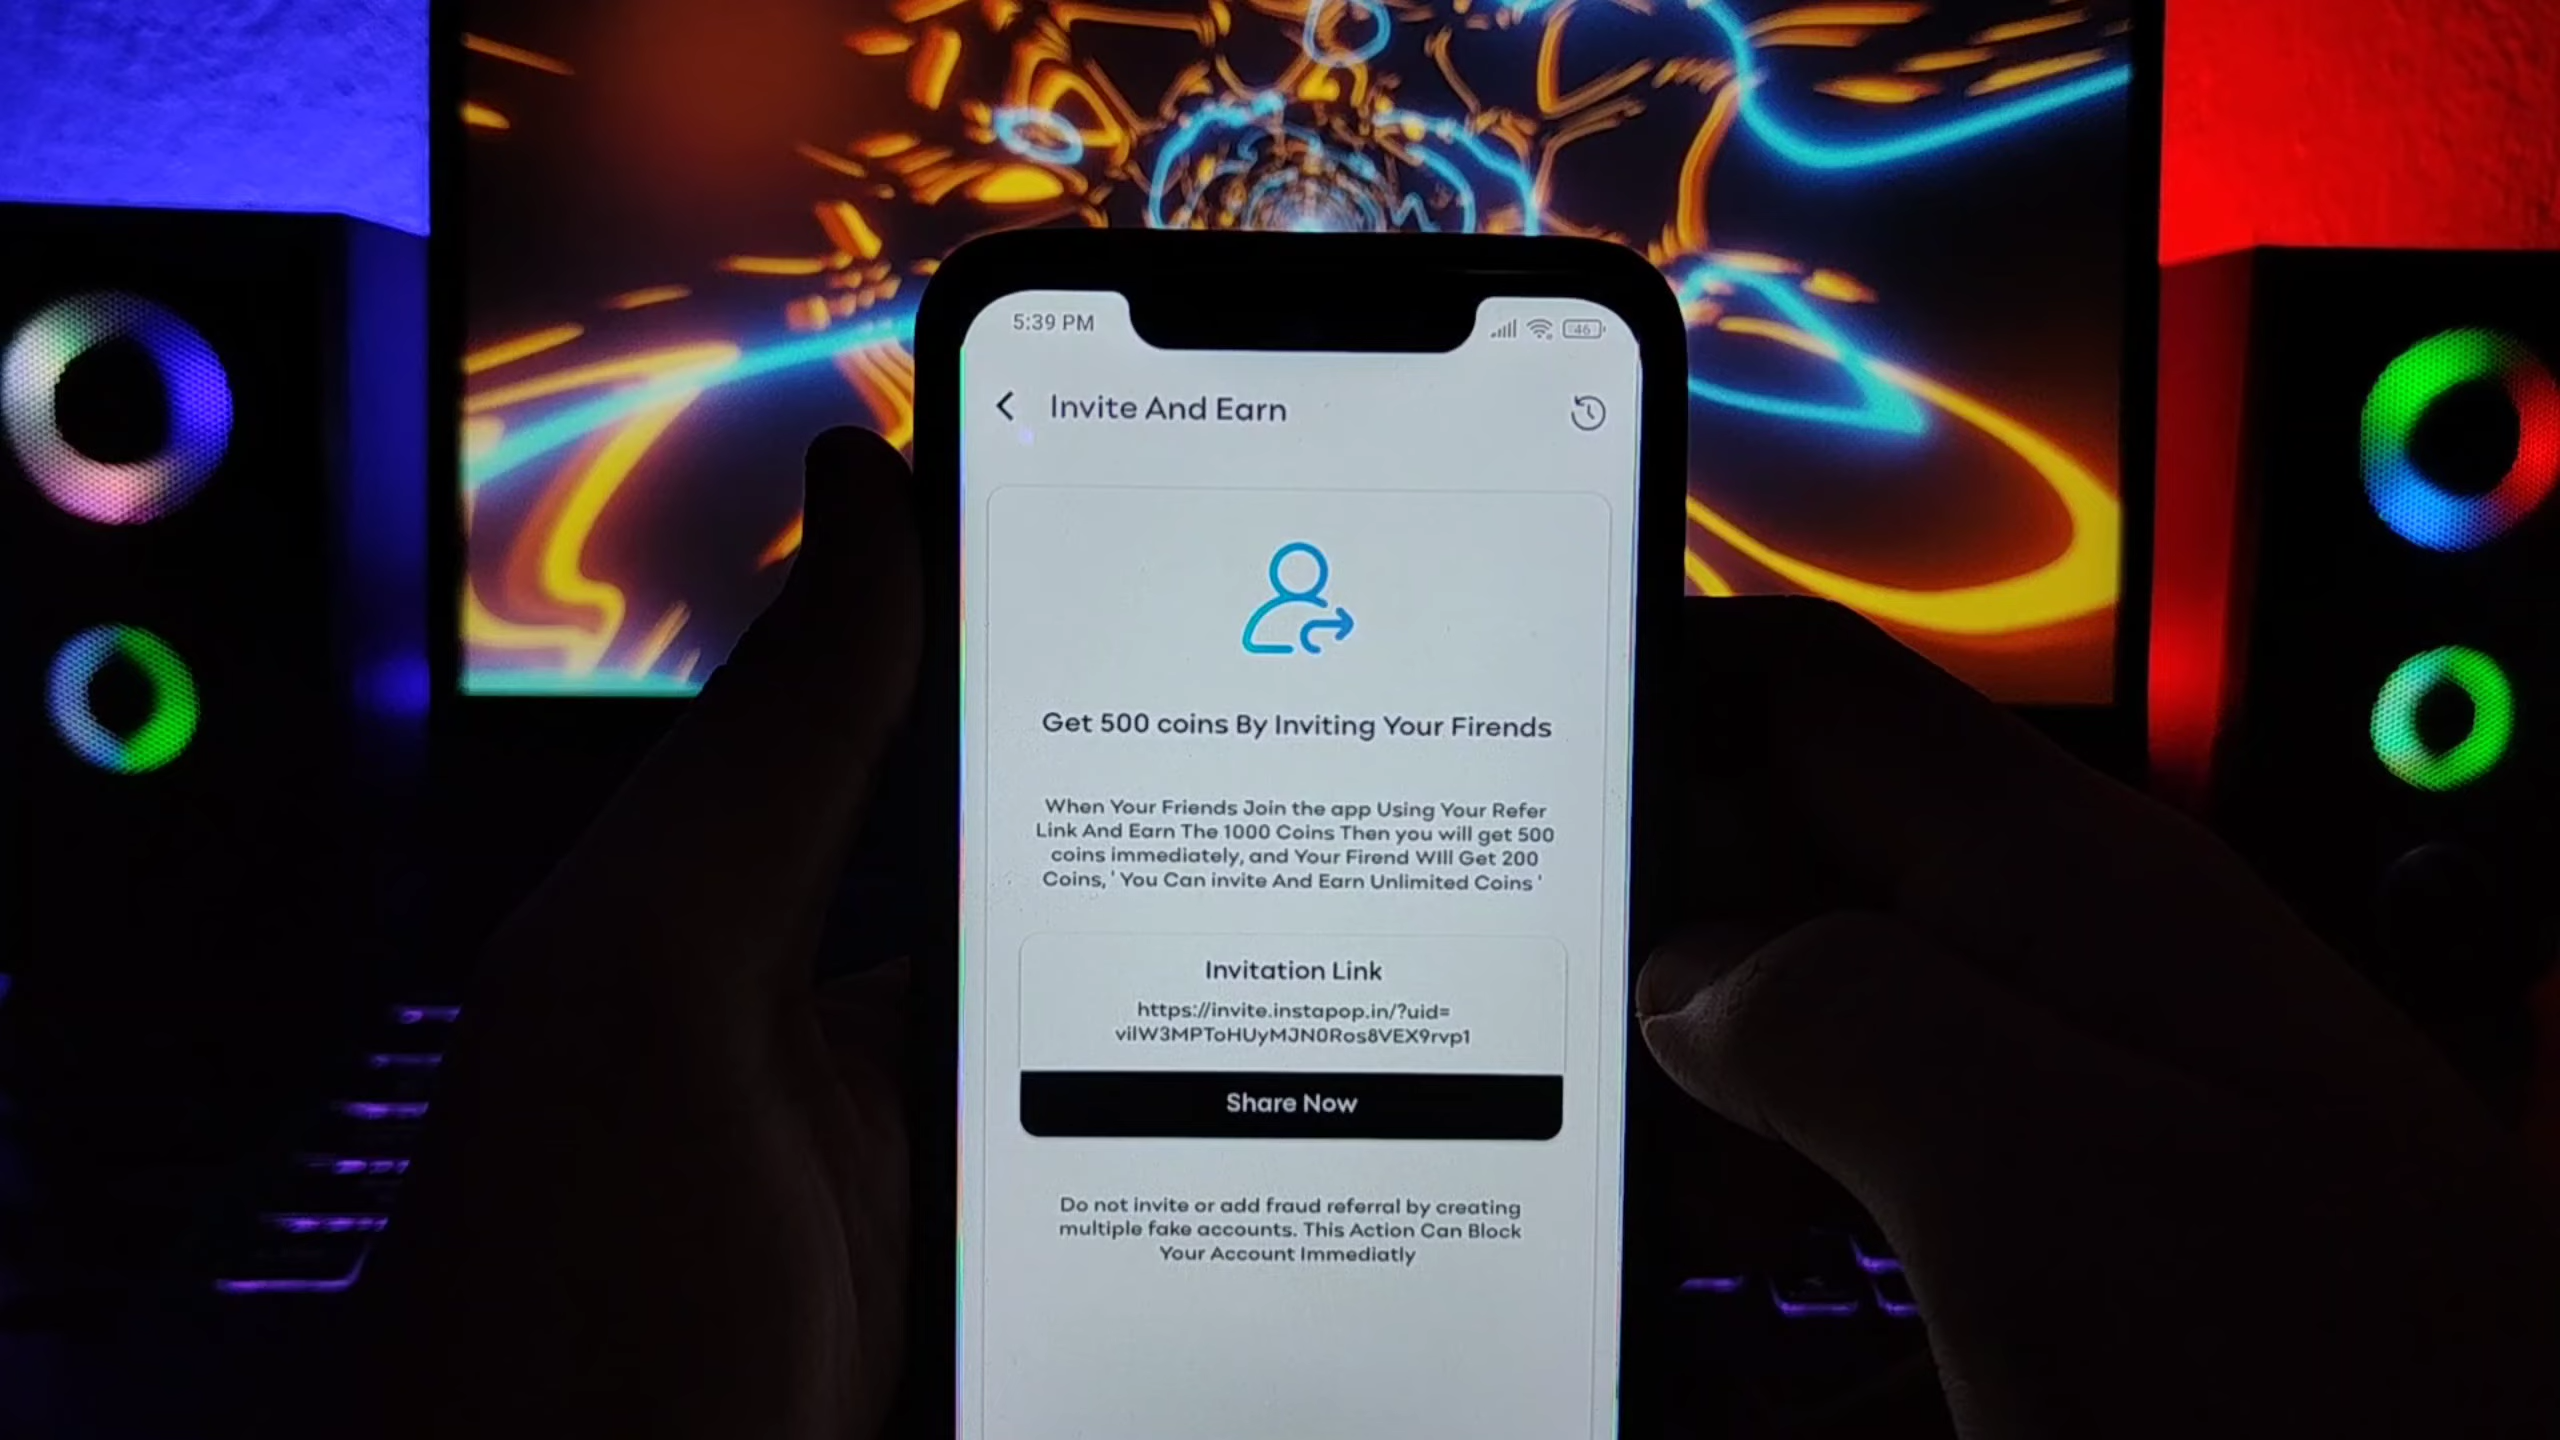 5:39 PM
46
Invite And Earn
Get 500 coins By Inviting Your Firends
When Your Friends Join the app Using Your Refer
Link And Earn The 1000 Coins Then you will get 500
coins immediately, and Your Firend WIll Get 200
Coins, ' You Can invite And Earn Unlimited Coins '
Invitation Link
https://invite.instapop.in/?uid=
vilW3MPToHUyMJN0Ros8VEX9rvp1
Share Now
Do not invite or add fraud referral by creating
multiple fake accounts. This Action Can Block
Your Account Immediatly